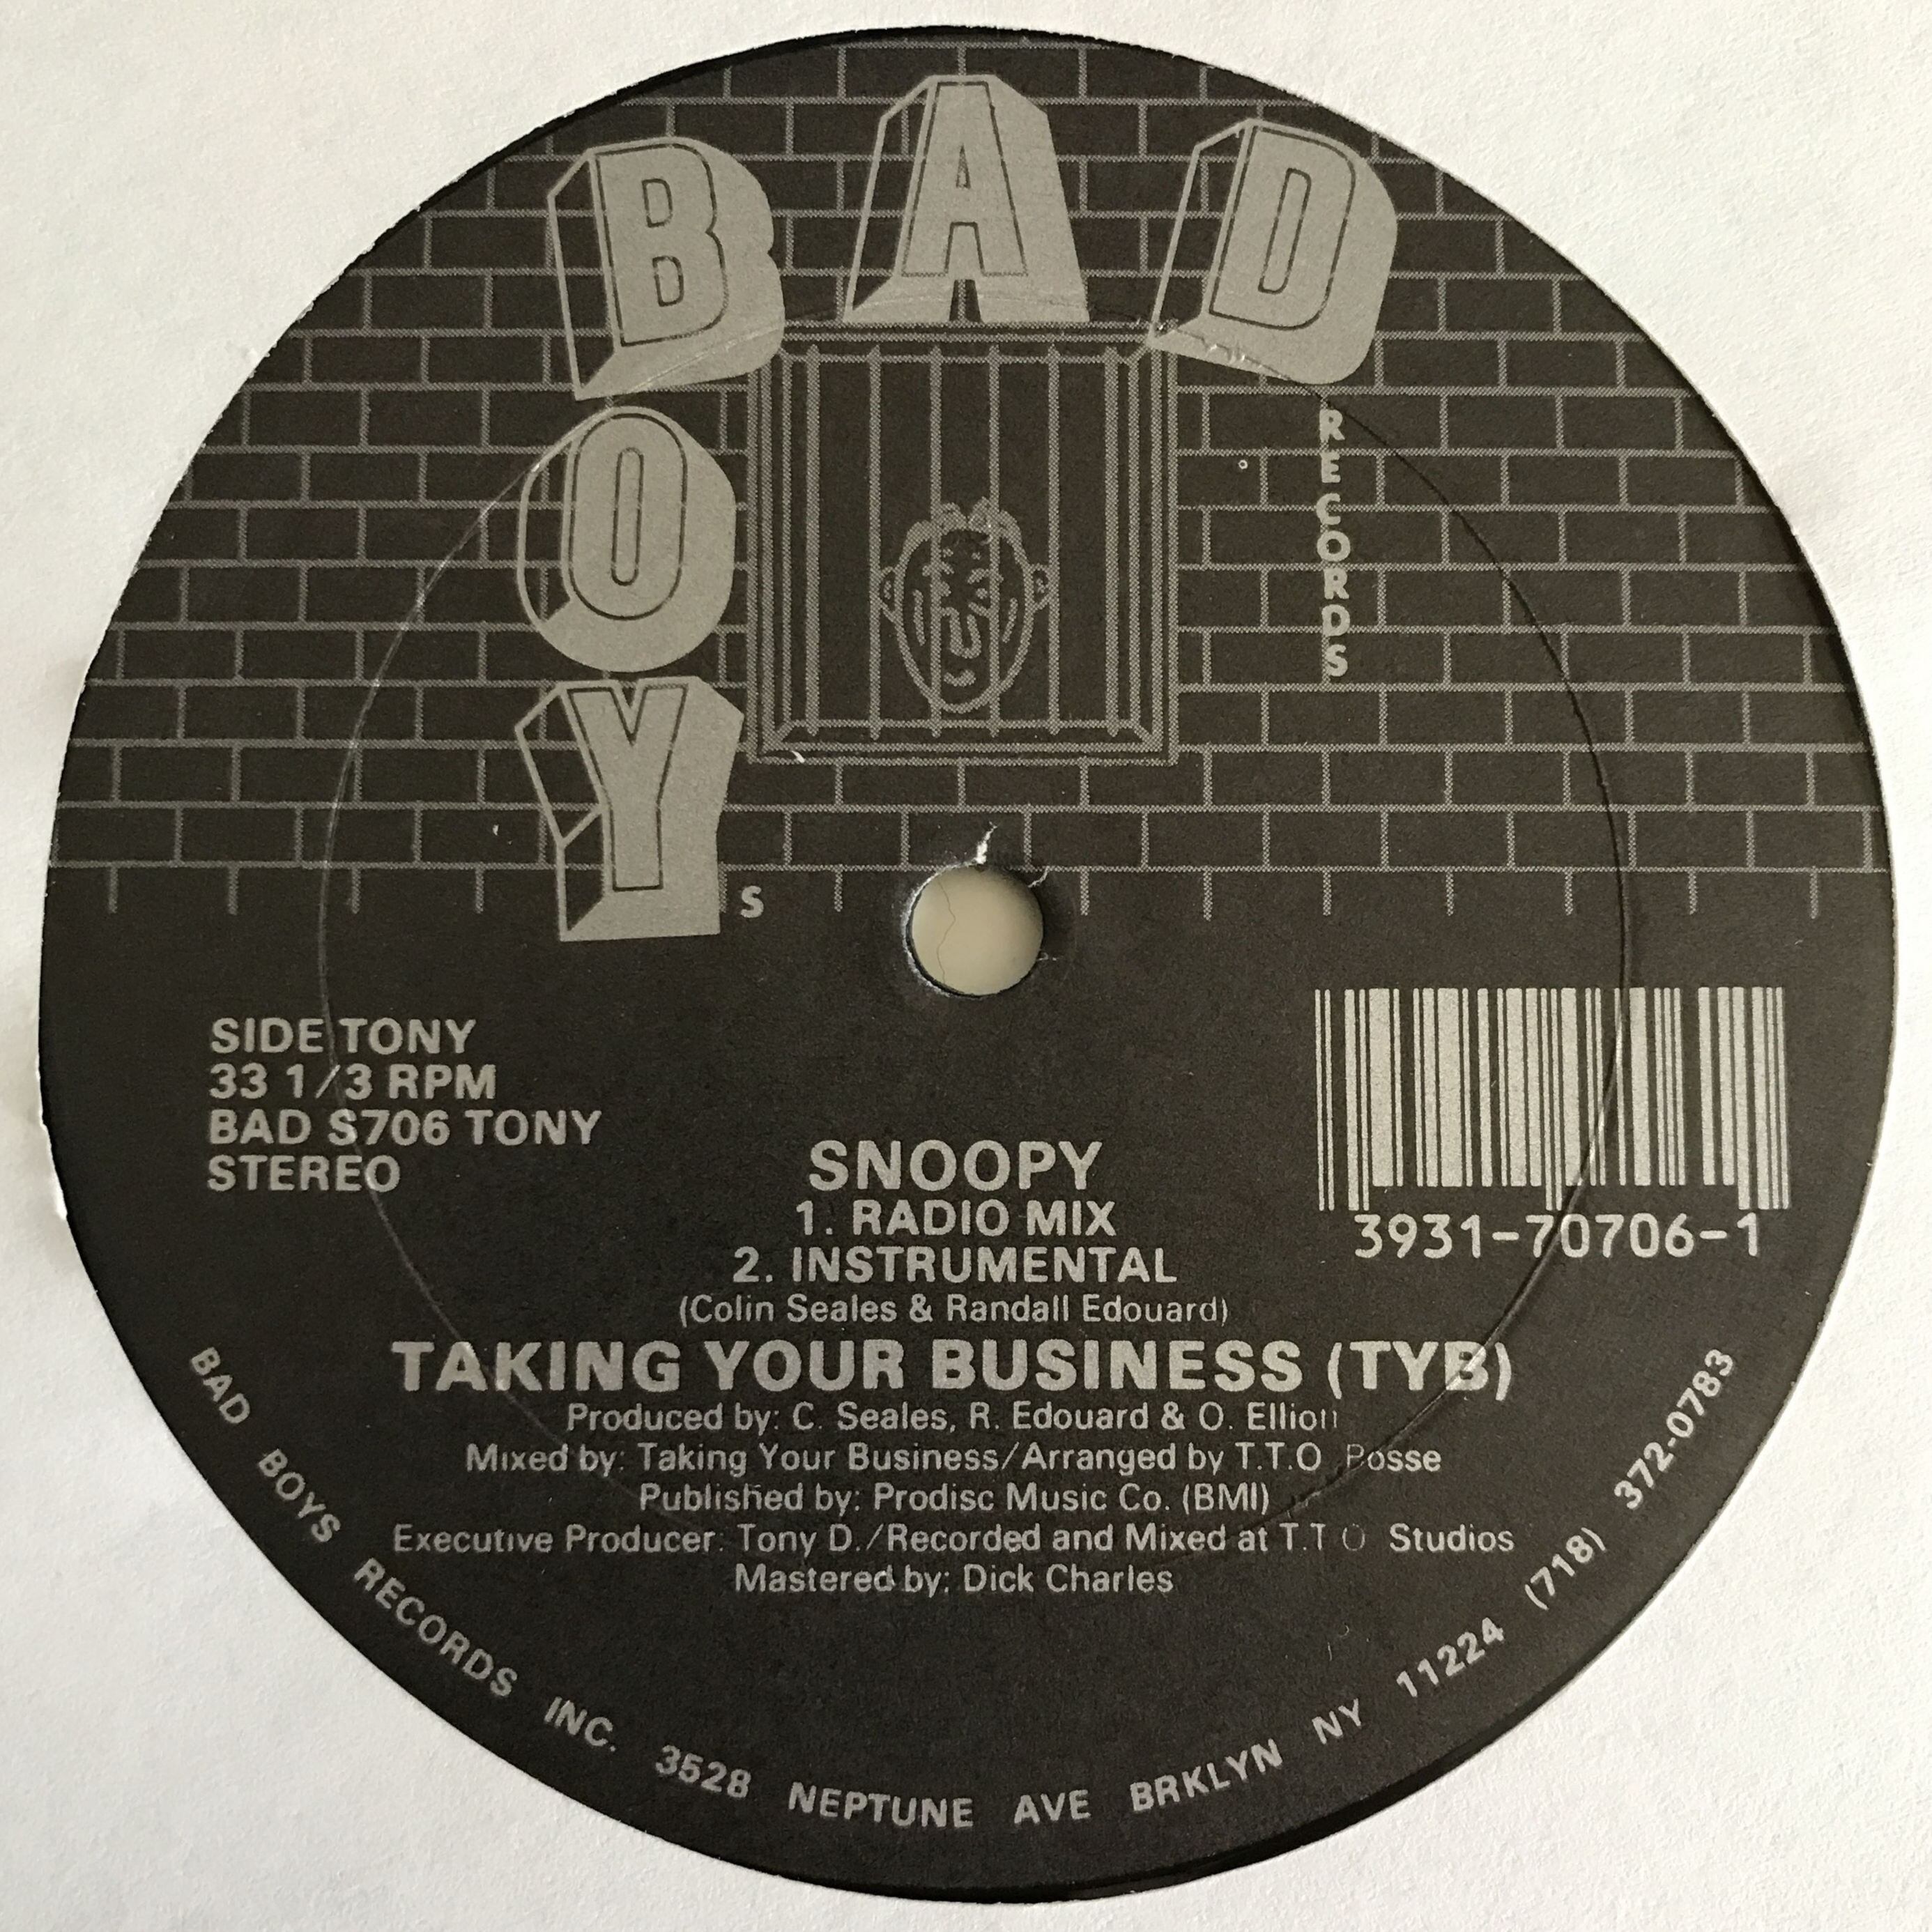 BAD
BOYS
RECORDS
SIDE TONY
33 1/3 RPM
BAD S706 TONY
STEREO
3931-70706-1
SNOOPY
1. RADIO MIX
2. INSTRUMENTAL
(Colin Seales & Randall Edouard)
TAKING YOUR BUSINESS (TYB)
Produced by: C. Seales, R. Edouard & O. Elliott
Mixed by: Taking Your Business/Arranged by T.T.O Posse
Published by: Prodisc Music Co. (BMI)
Executive Producer: Tony D./Recorded and Mixed at T.T O Studios
Mastered by: Dick Charles
BAD BOYS RECORDS INC. 3528 NEPTUNE AVE BRKLYN NY 11224 (718) 372-0783